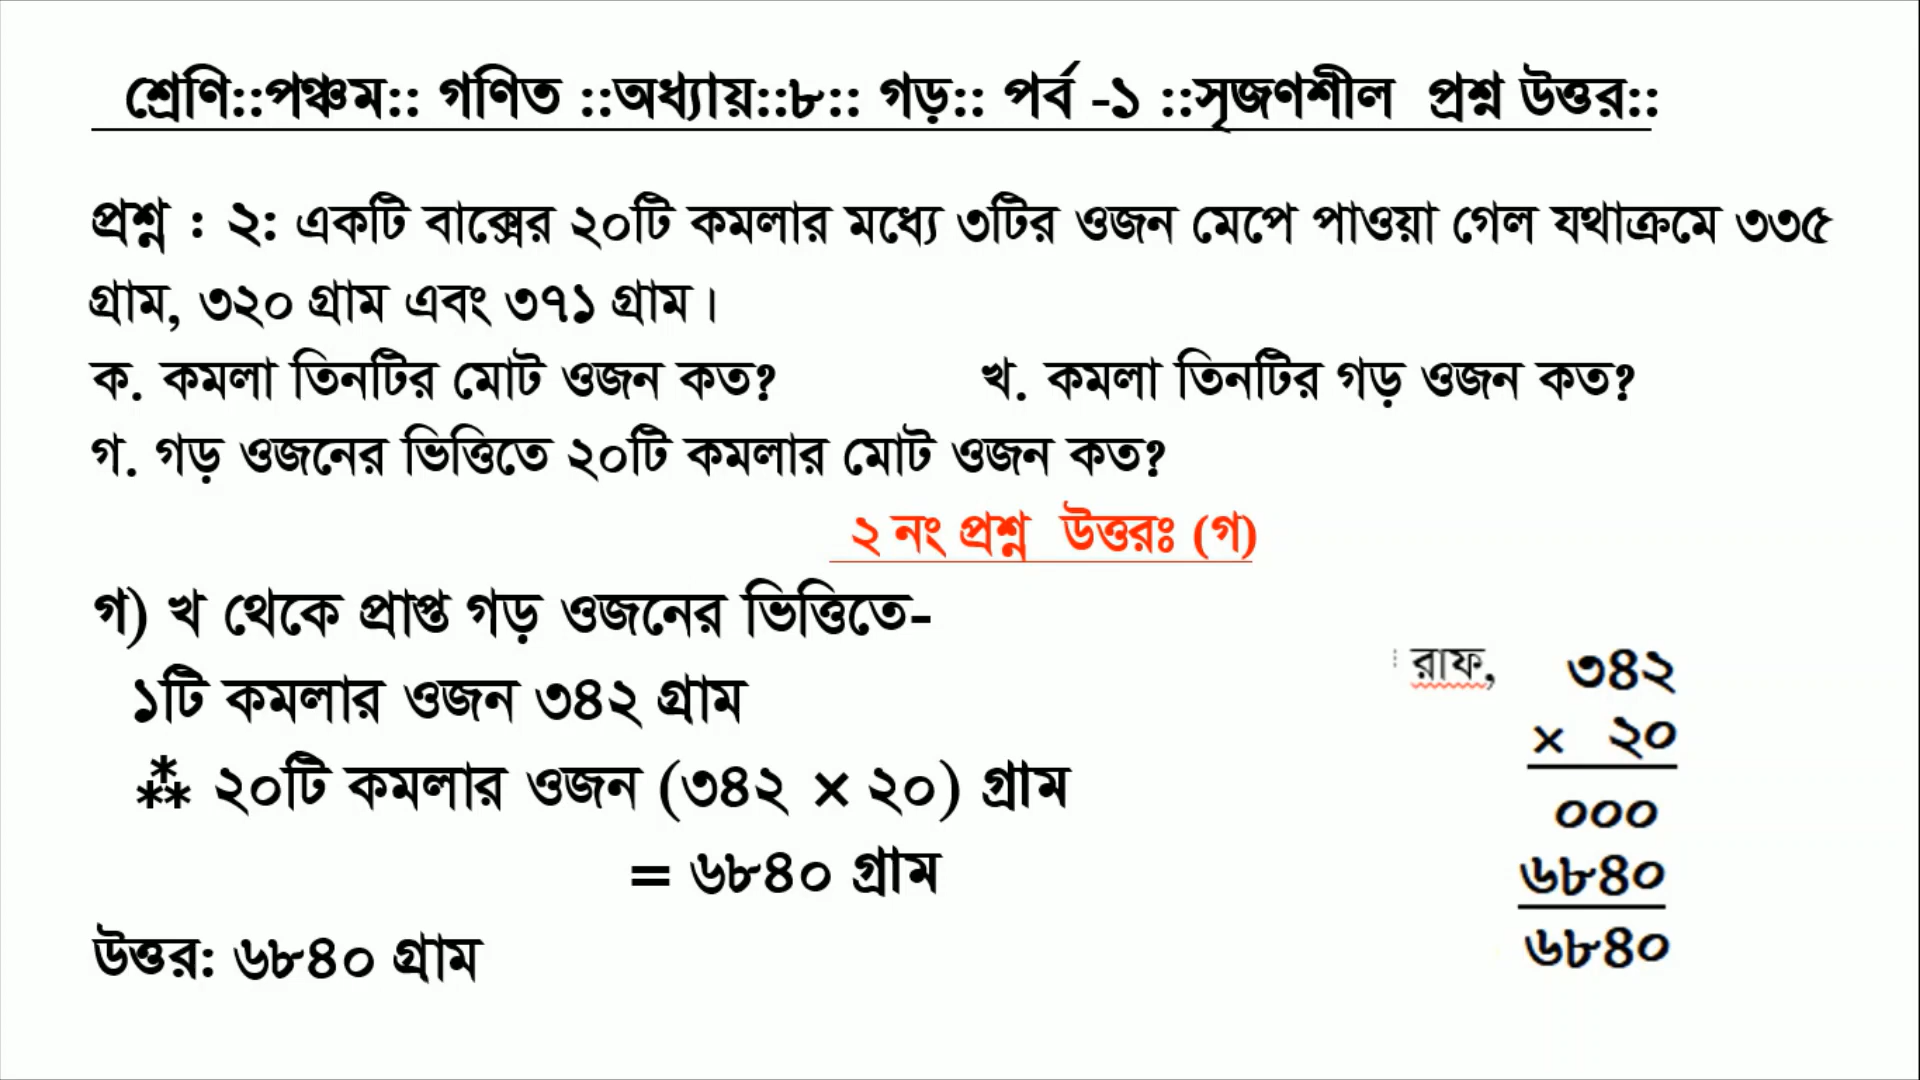 শ্রেণি::পঞ্চম:: গণিত ::অধ্যায়::৮:: গড়:: পর্ব -১ ::সৃজণশীল প্রশ্ন উত্তর::
প্রশ্ন : ২: একটি বাক্সের ২০টি কমলার মধ্যে ৩টির ওজন মেপে পাওয়া গেল যথাক্রমে ৩৩৫
গ্রাম, ৩২০ গ্রাম এবং ৩৭১ গ্রাম।
ক. কমলা তিনটির মোট ওজন কত? খ. কমলা তিনটির গড় ওজন কত?
গ. গড় ওজনের ভিত্তিতে ২০টি কমলার মোট ওজন কত?
২ নং প্রশ্ন উত্তরঃ (গ)
গ) খ থেকে প্রাপ্ত গড় ওজনের ভিত্তিতে-
১টি কমলার ওজন ৩৪২ গ্রাম
⁂ ২০টি কমলার ওজন (৩৪২ × ২০) গ্রাম
= ৬৮৪০ গ্রাম
উত্তর: ৬৮৪০ গ্রাম
রাফ, ৩৪২
× ২০
০০০
৬৮৪০
৬৮৪০